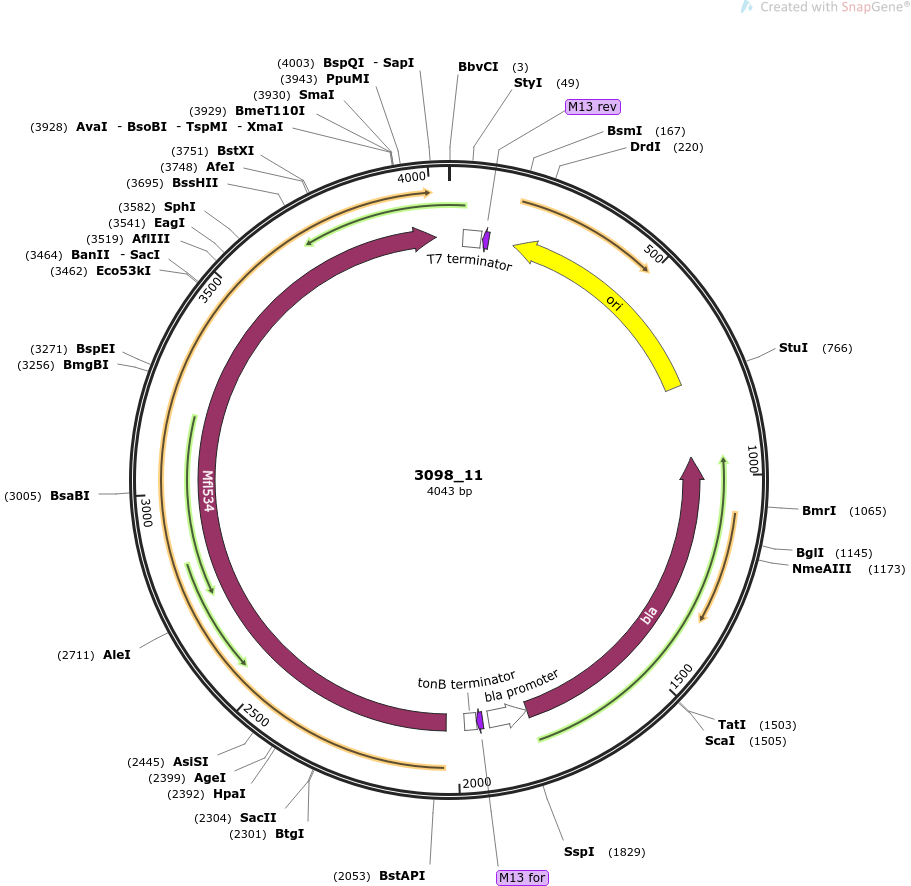 Created with SnapGene®
(4003) BspQI - SapI
(3943) PpuMI
(3930) SmaI
(3929) BmeT110I
(3928) AvaI - BsoBI - TspMI - XmaI
(3751) BstXI
(3748) AfeI
(3695) BssHII
(3582) SphI
(3541) EagI
(3519) AflIII
(3464) BanII - SacI
(3462) Eco53kI
(3271) BspEI
(3256) BmgBI
(3005) BsaBI
(2711) AleI
(2445) AsiSI
(2399) AgeI
(2392) HpaI
(2304) SacII
(2301) BtgI
(2053) BstAPI
BbvCI (3)
StyI (49)
M13 rev
BsmI (167)
DrdI (220)
StuI (766)
BmrI (1065)
BglI (1145)
NmeAIII (1173)
TatI (1503)
ScaI (1505)
SspI (1829)
M13 for
4000
500
1000
1500
2000
2500
3000
3500
T7 terminator
ori
bla
bla promoter
tonB terminator
Mfl534
3098_11
4043 bp